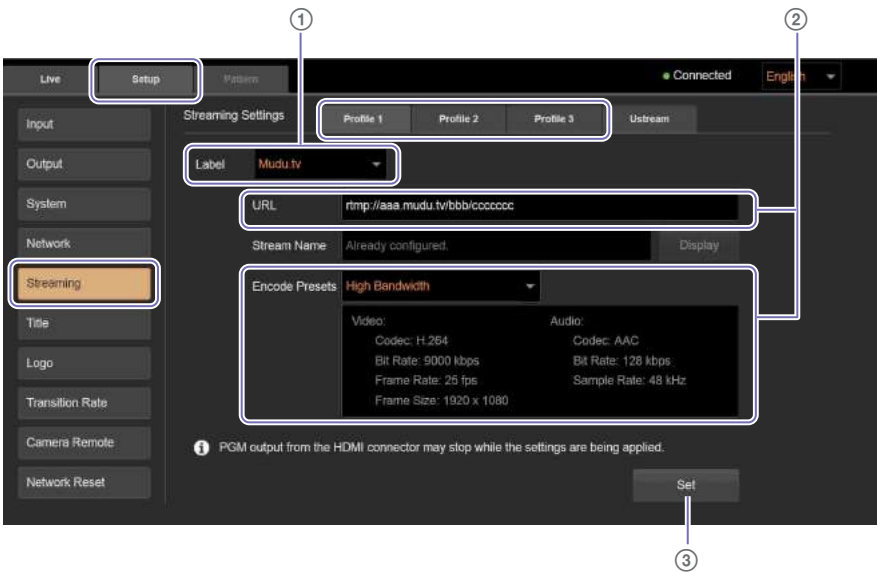 ① ②
Live Setup Pattern Connected English
Streaming Settings Profile 1 Profile 2 Profile 3 Ustream
Input
Output
System
Network
Streaming
Title
Logo
Transition Rate
Camera Remote
Network Reset
Label Mudu.tv
URL rtmp://aaa.mudu.tv/bbb/ccccccc
Stream Name Already configured. Display
Encode Presets High Bandwidth
Video:
Codec: H.264
Bit Rate: 9000 kbps
Frame Rate: 25 fps
Frame Size: 1920 x 1080
Audio:
Codec: AAC
Bit Rate: 128 kbps
Sample Rate: 48 kHz
PGM output from the HDMI connector may stop while the settings are being applied.
Set
③